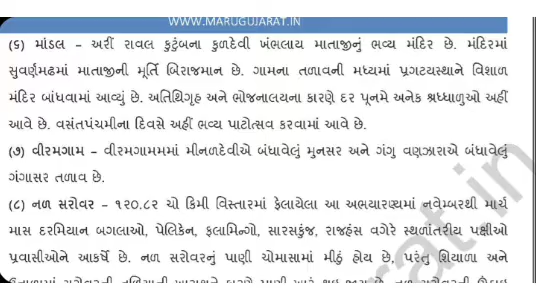 WWW.MARUGUJARAT.IN
(૬) માંડલ – અરીં રાવલ કુટુંબના કુળદેવી ખંભલાય માતાજીનું ભવ્ય મંદિર છે. મંદિરમાં
સુવર્ણમઢમાં માતાજીની મૂર્તિ બિરાજમાન છે. ગામના તળાવની મધ્યમાં પ્રગટયસ્થાને વિશાળ
મંદિર બાંધવામાં આવ્યું છે. અતિથિગૃહ અને ભોજનાલયના કારણે દર પૂનમે અનેક શ્રધ્ધાળુઓ અહીં
આવે છે. વસંતપંચમીના દિવસે અહીં ભવ્ય પાટોત્સવ કરવામાં આવે છે.
(૭) વીરમગામ – વીરમગામમમાં મીનળદેવીએ બંધાવેલું મુનસર અને ગંગુ વણઝારાએ બંધાવેલું
ગંગાસર તળાવ છે.
(૮) નળ સરોવર – ૧૨૦.૮૨ ચો કિમી વિસ્તારમાં ફેલાયેલા આ અભયારણ્યમાં નવેમ્બરથી માર્ચ
માસ દરમિયાન બગલાઓ, પેલિકેન, ફલામિન્ગો, સારસકુંજ, રાજહંસ વગેરે સ્થળાંતરીય પક્ષીઓ
પ્રવાસીઓને આકર્ષે છે. નળ સરોવરનું પાણી ચોમાસામાં મીઠું હોય છે, પરંતુ શિયાળા અને